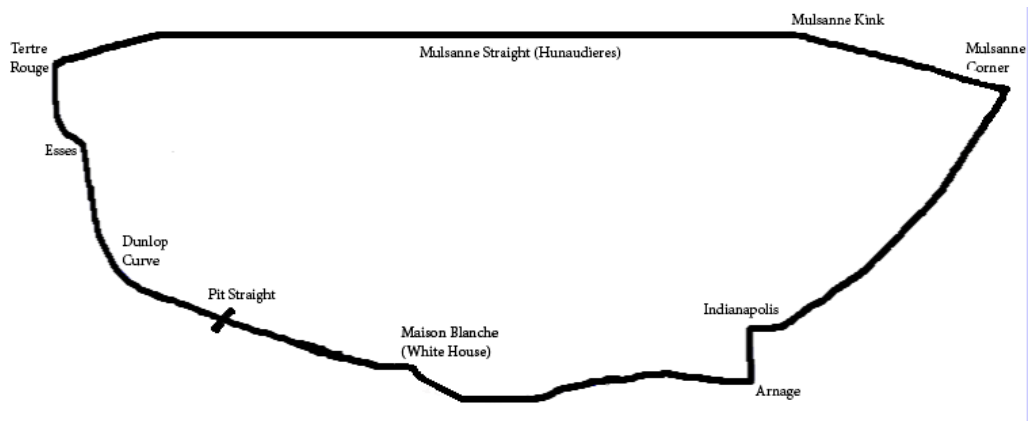 Mulsanne Kink
Tertre
Rouge
Mulsanne Straight (Hunaudieres)
Mulsanne
Corner
Esses
Dunlop
Curve
Pit Straight
Indianapolis
Maison Blanche
(White House)
Arnage